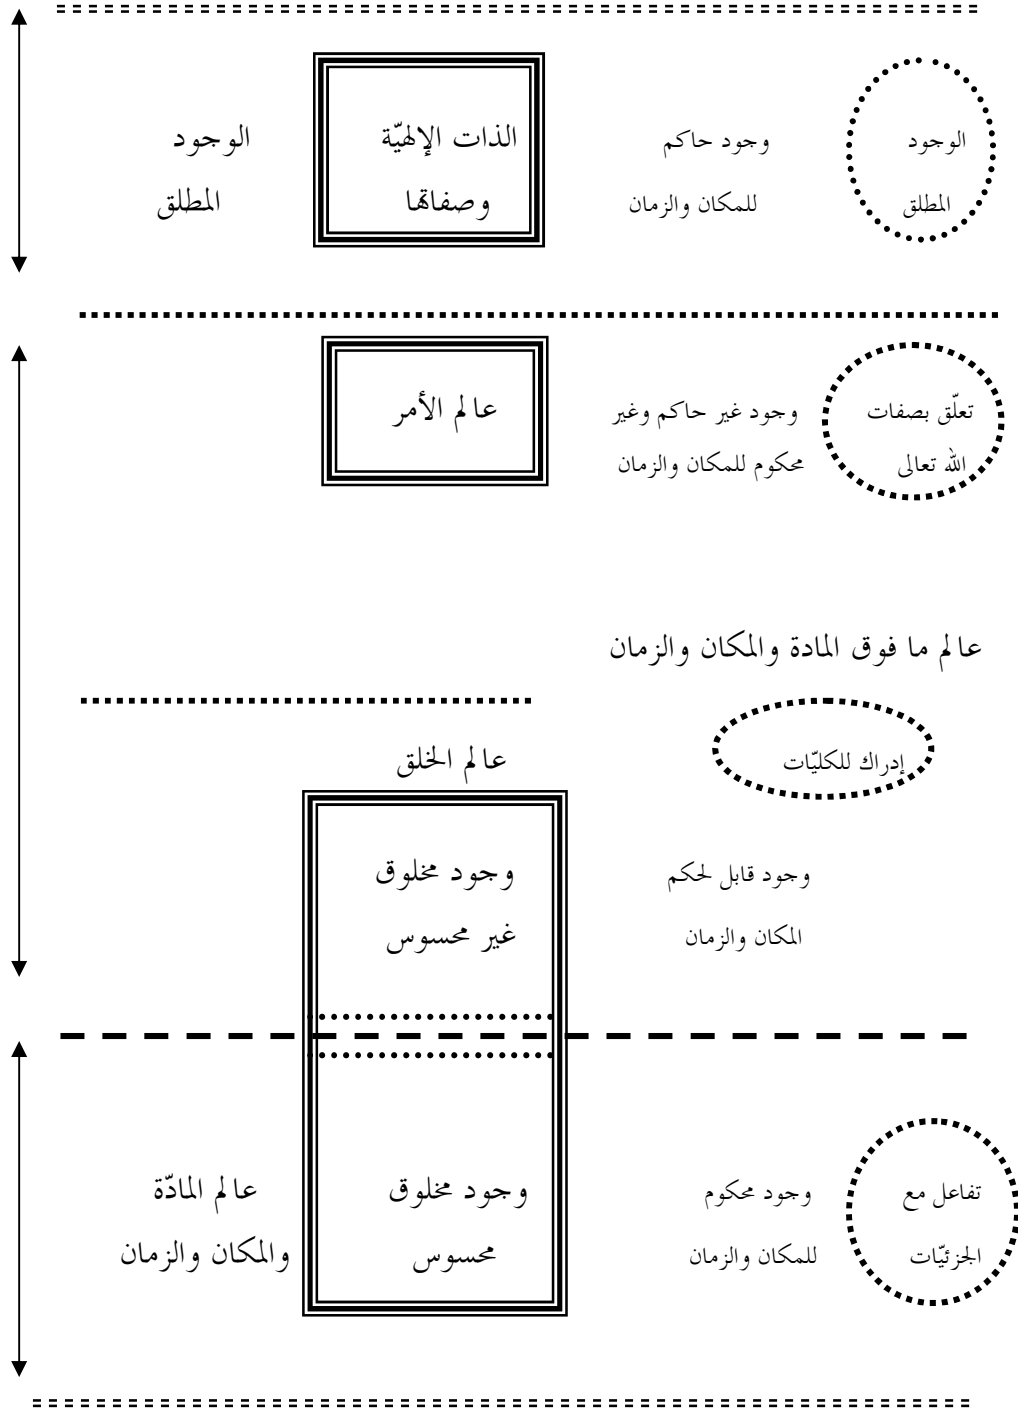 الوجود
المطلق
وجود حاكم
للمكان والزمان
الذات الإلهيّة
وصفاتها
الوجود
المطلق
تعلّق بصفات
الله تعالى
وجود غير حاكم وغير
محكوم للمكان والزمان
عالم الأمر
عالم ما فوق المادة والمكان والزمان
إدراك للكليّات
عالم الخلق
وجود قابل لحكم
المكان والزمان
وجود مخلوق
غير محسوس
تفاعل مع
الجزئيّات
وجود محكوم
للمكان والزمان
وجود مخلوق
محسوس
عالم المادّة
والمكان والزمان